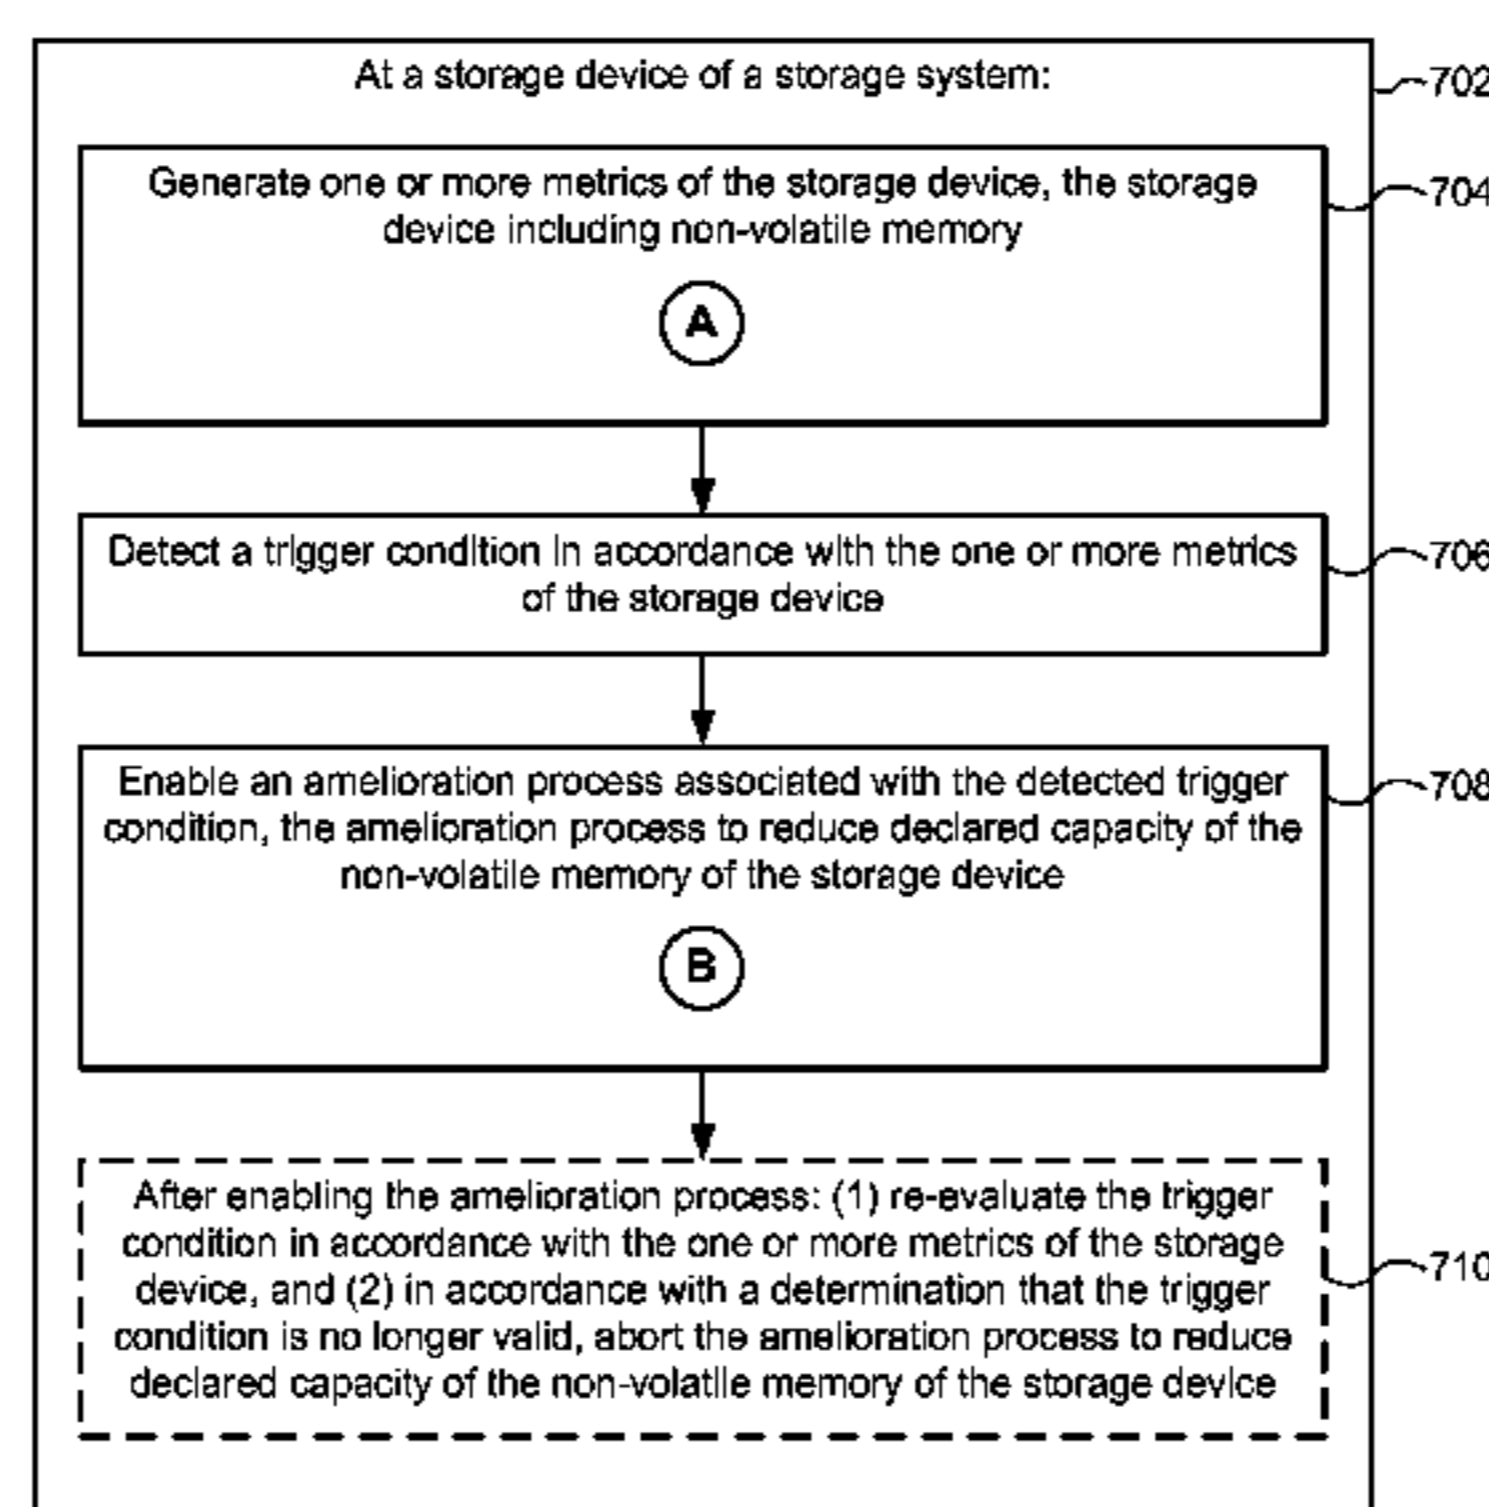 At a storage device of a storage system:
702
Generate one or more metrics of the storage device, the storage
device including non-volatile memory
704
A
Detect a trigger condition in accordance with the one or more metrics
of the storage device
706
Enable an amelioration process associated with the detected trigger
condition, the amelioration process to reduce declared capacity of the
non-volatile memory of the storage device
708
B
After enabling the amelioration process: (1) re-evaluate the trigger
condition in accordance with the one or more metrics of the storage
device, and (2) in accordance with a determination that the trigger
condition is no longer valid, abort the amelioration process to reduce
declared capacity of the non-volatile memory of the storage device
710